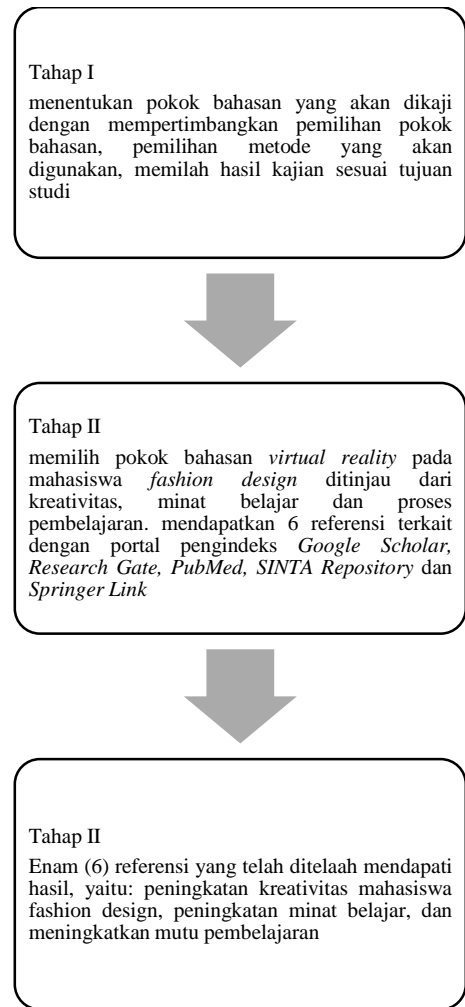 Tahap I
menentukan pokok bahasan yang akan dikaji
dengan mempertimbangkan pemilihan pokok
bahasan, pemilihan metode yang akan
digunakan, memilah hasil kajian sesuai tujuan
studi
Tahap II
memilih pokok bahasan virtual reality pada
mahasiswa fashion design ditinjau dari
kreativitas, minat belajar dan proses
pembelajaran. mendapatkan 6 referensi terkait
dengan portal pengindeks Google Scholar,
Research Gate, PubMed, SINTA Repository dan
Springer Link
Tahap II
Enam (6) referensi yang telah ditelaah mendapati
hasil, yaitu: peningkatan kreativitas mahasiswa
fashion design, peningkatan minat belajar, dan
meningkatkan mutu pembelajaran